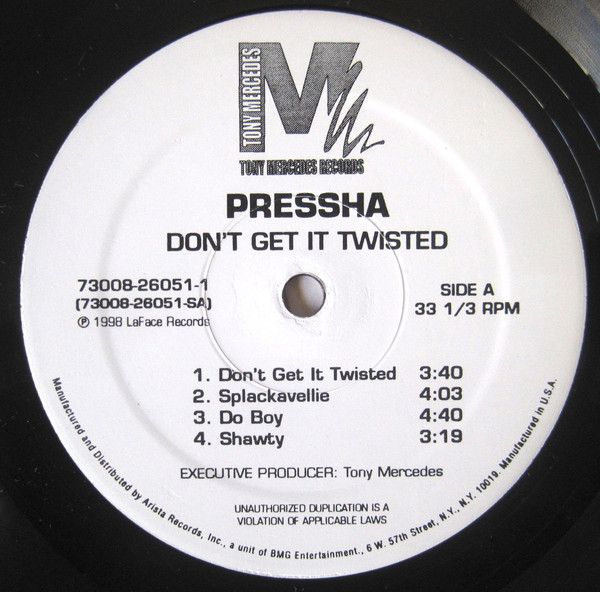 TONY MERCEDES
M
TONY MERCEDES RECORDS
PRESSHA
DON'T GET IT TWISTED
73008-26051-1
(73008-26051-SA)
℗ 1998 LaFace Records
SIDE A
33 1/3 RPM
1. Don't Get It Twisted 3:40
2. Splackavellie 4:03
3. Do Boy 4:40
4. Shawty 3:19
EXECUTIVE PRODUCER: Tony Mercedes
UNAUTHORIZED DUPLICATION IS A
VIOLATION OF APPLICABLE LAWS
Manufactured and Distributed by Arista Records, Inc., a unit of BMG Entertainment., 6 W. 57th Street, N.Y., N.Y. 10019. Manufactured in U.S.A.